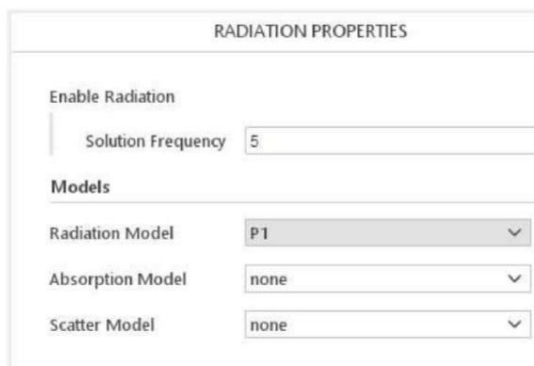 RADIATION PROPERTIES
Enable Radiation
Solution Frequency 5
Models
Radiation Model P1
Absorption Model none
Scatter Model none